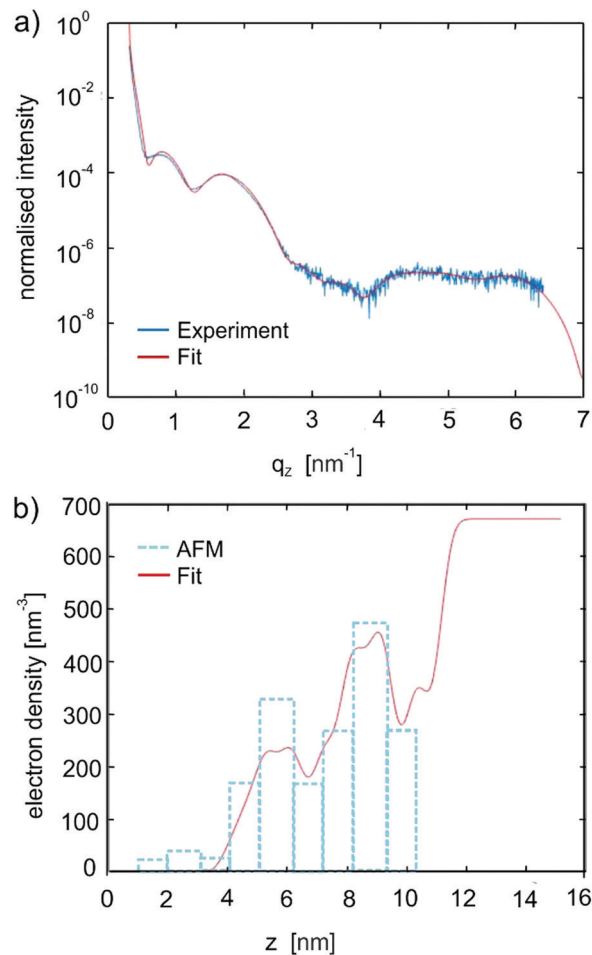 a)
10⁰
10⁻²
10⁻⁴
10⁻⁶
10⁻⁸
10⁻¹⁰
normalised intensity
Experiment
Fit
0 1 2 3 4 5 6 7
q_z [nm⁻¹]
b)
700
600
500
400
300
200
100
0
electron density [nm⁻³]
AFM
Fit
0 2 4 6 8 10 12 14 16
z [nm]